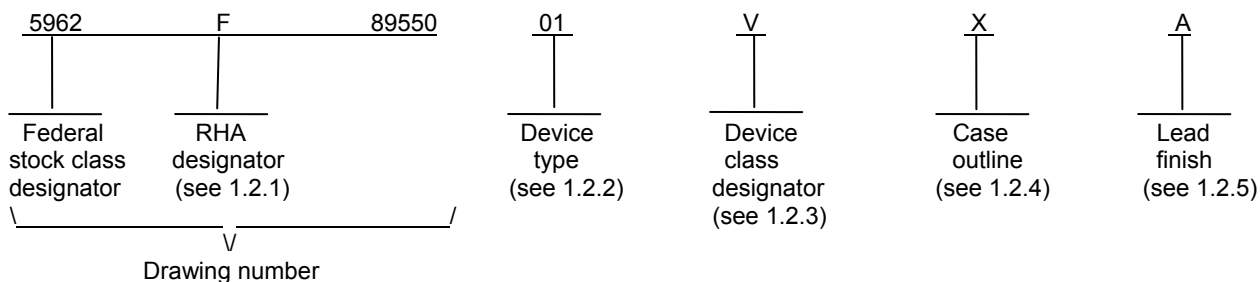 5962 F 89550 01 V X A
Federal RHA Device Device Case Lead
stock class designator type class outline finish
designator (see 1.2.1) (see 1.2.2) designator (see 1.2.4) (see 1.2.5)
(see 1.2.3)
\ /
\/
Drawing number